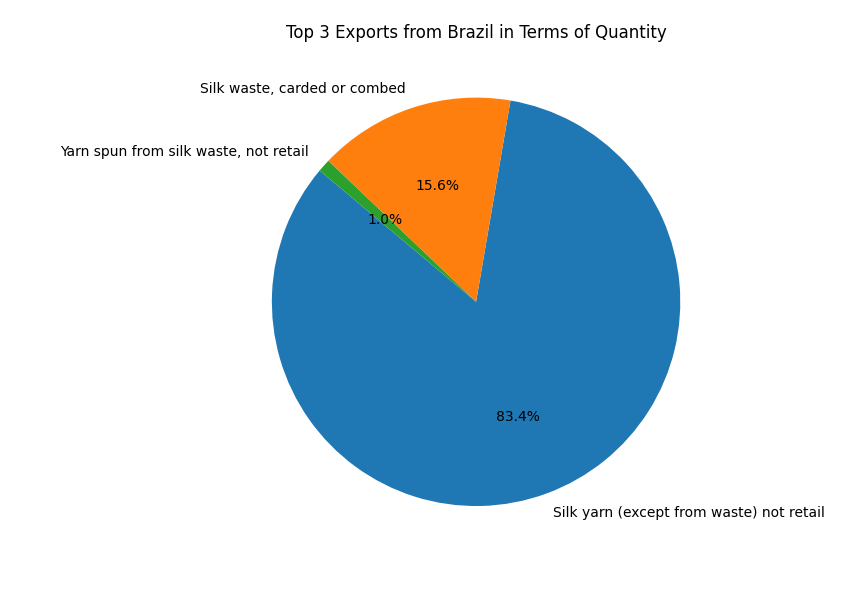 Top 3 Exports from Brazil in Terms of Quantity
Silk waste, carded or combed
Yarn spun from silk waste, not retail
15.6%
1.0%
83.4%
Silk yarn (except from waste) not retail